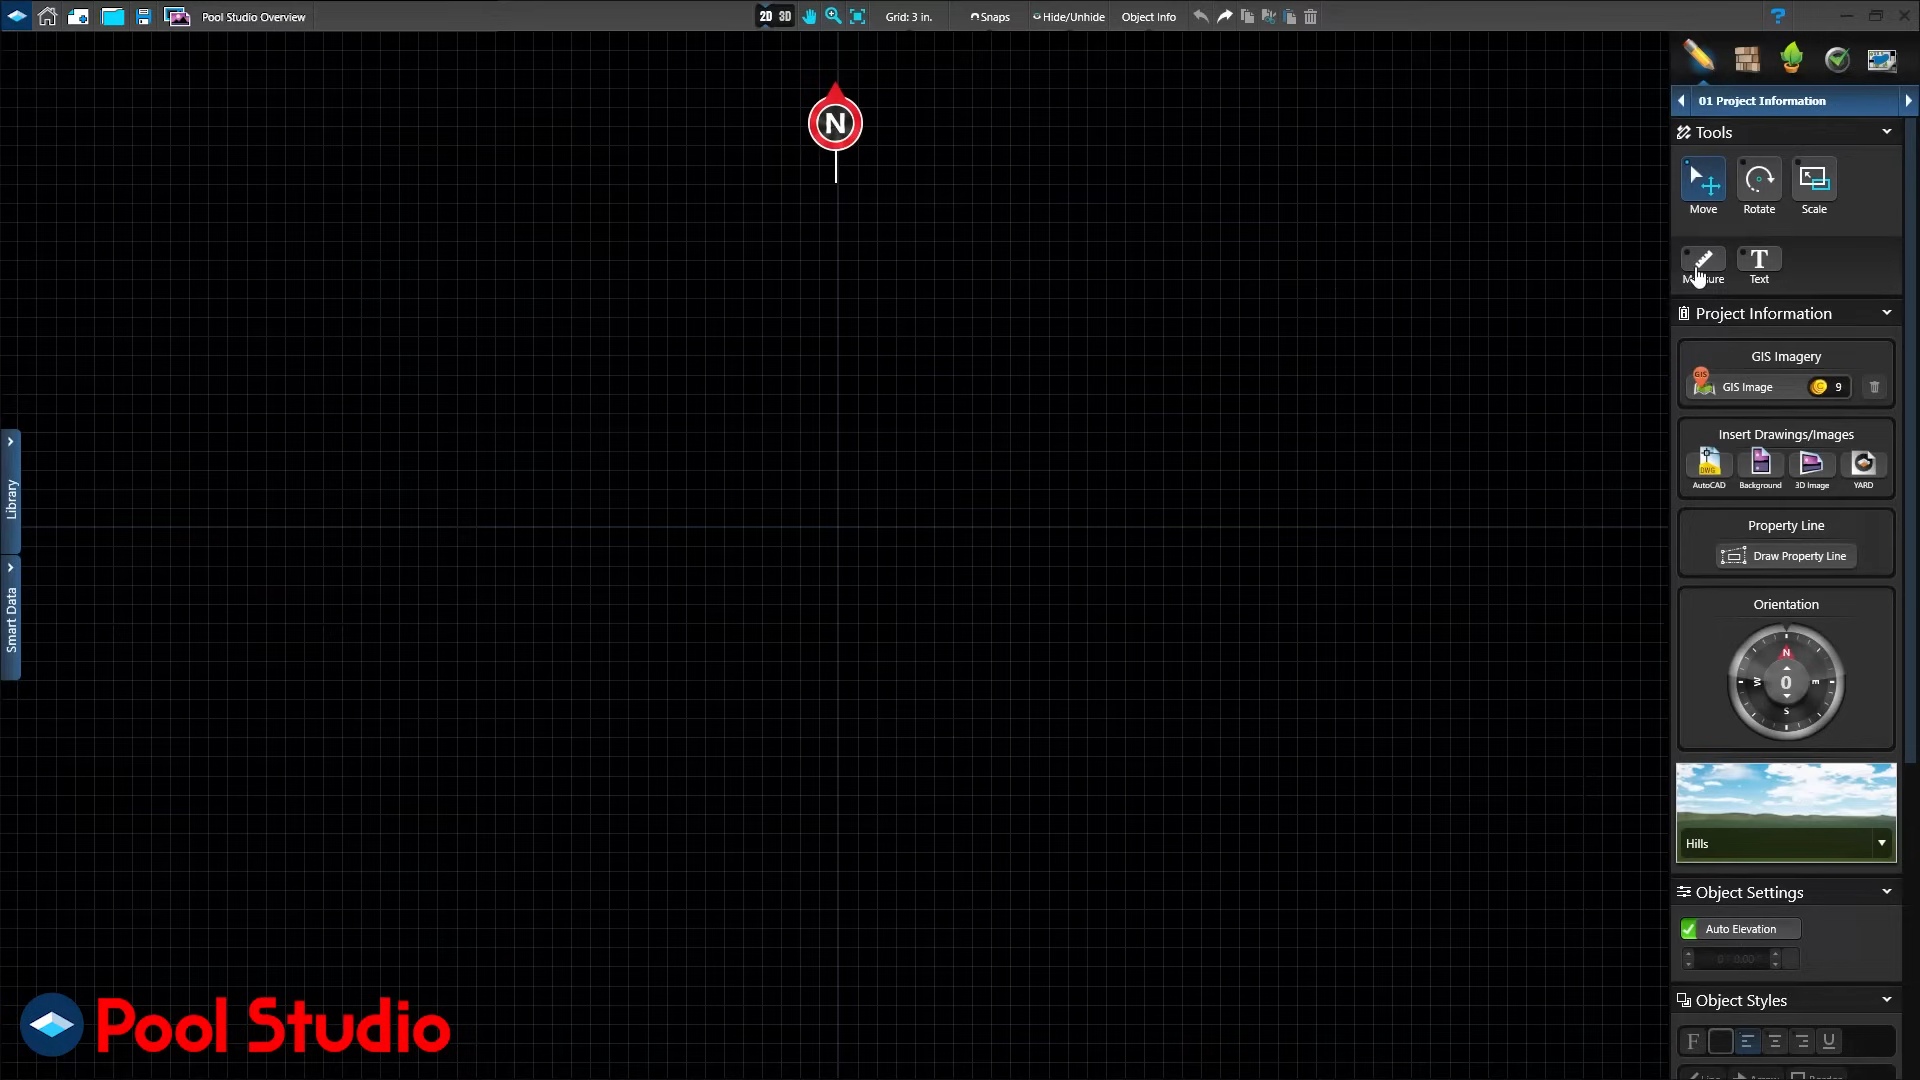 Pool Studio Overview
2D 3D
Grid: 3 in.
Snaps
Hide/Unhide
Object Info
?
N
01 Project Information
Tools
Move
Rotate
Scale
T
Text
Project Information
GIS Imagery
GIS
GIS Image
C 9
Insert Drawings/Images
DWG
AutoCAD
Background
3D Image
YARD
Property Line
Draw Property Line
Orientation
N
W
0
E
S
Hills
Object Settings
Auto Elevation
Object Styles
F
U
Library
Smart Data
Pool Studio